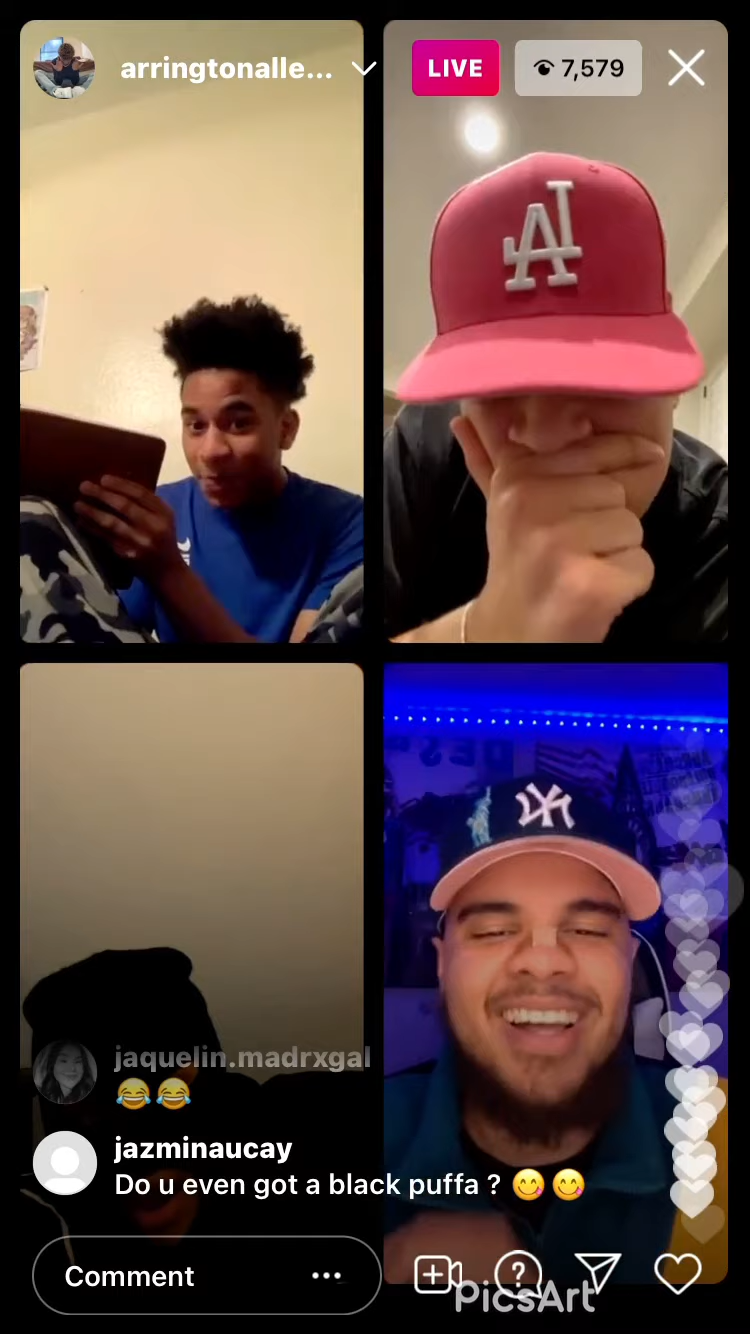 arringtonalle...
LIVE
7,579
LA
NY
jaquelin.madrxgal
😂😂
jazminaucay
Do u even got a black puffa ? 😋😋
Comment
PicsArt